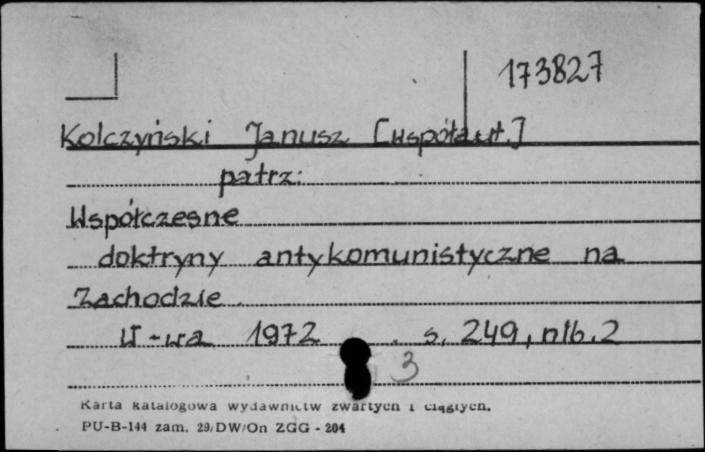 173827
Kolczyński Janusz [współaut.]
patrz:
Współczesne
doktryny antykomunistyczne na
Zachodzie.
W-wa 1972 . s. 249, nlb. 2
3
Karta katalogowa wydawnictw zwartych i ciągłych.
PU-B-144 zam. 29/DW/On ZGG - 204